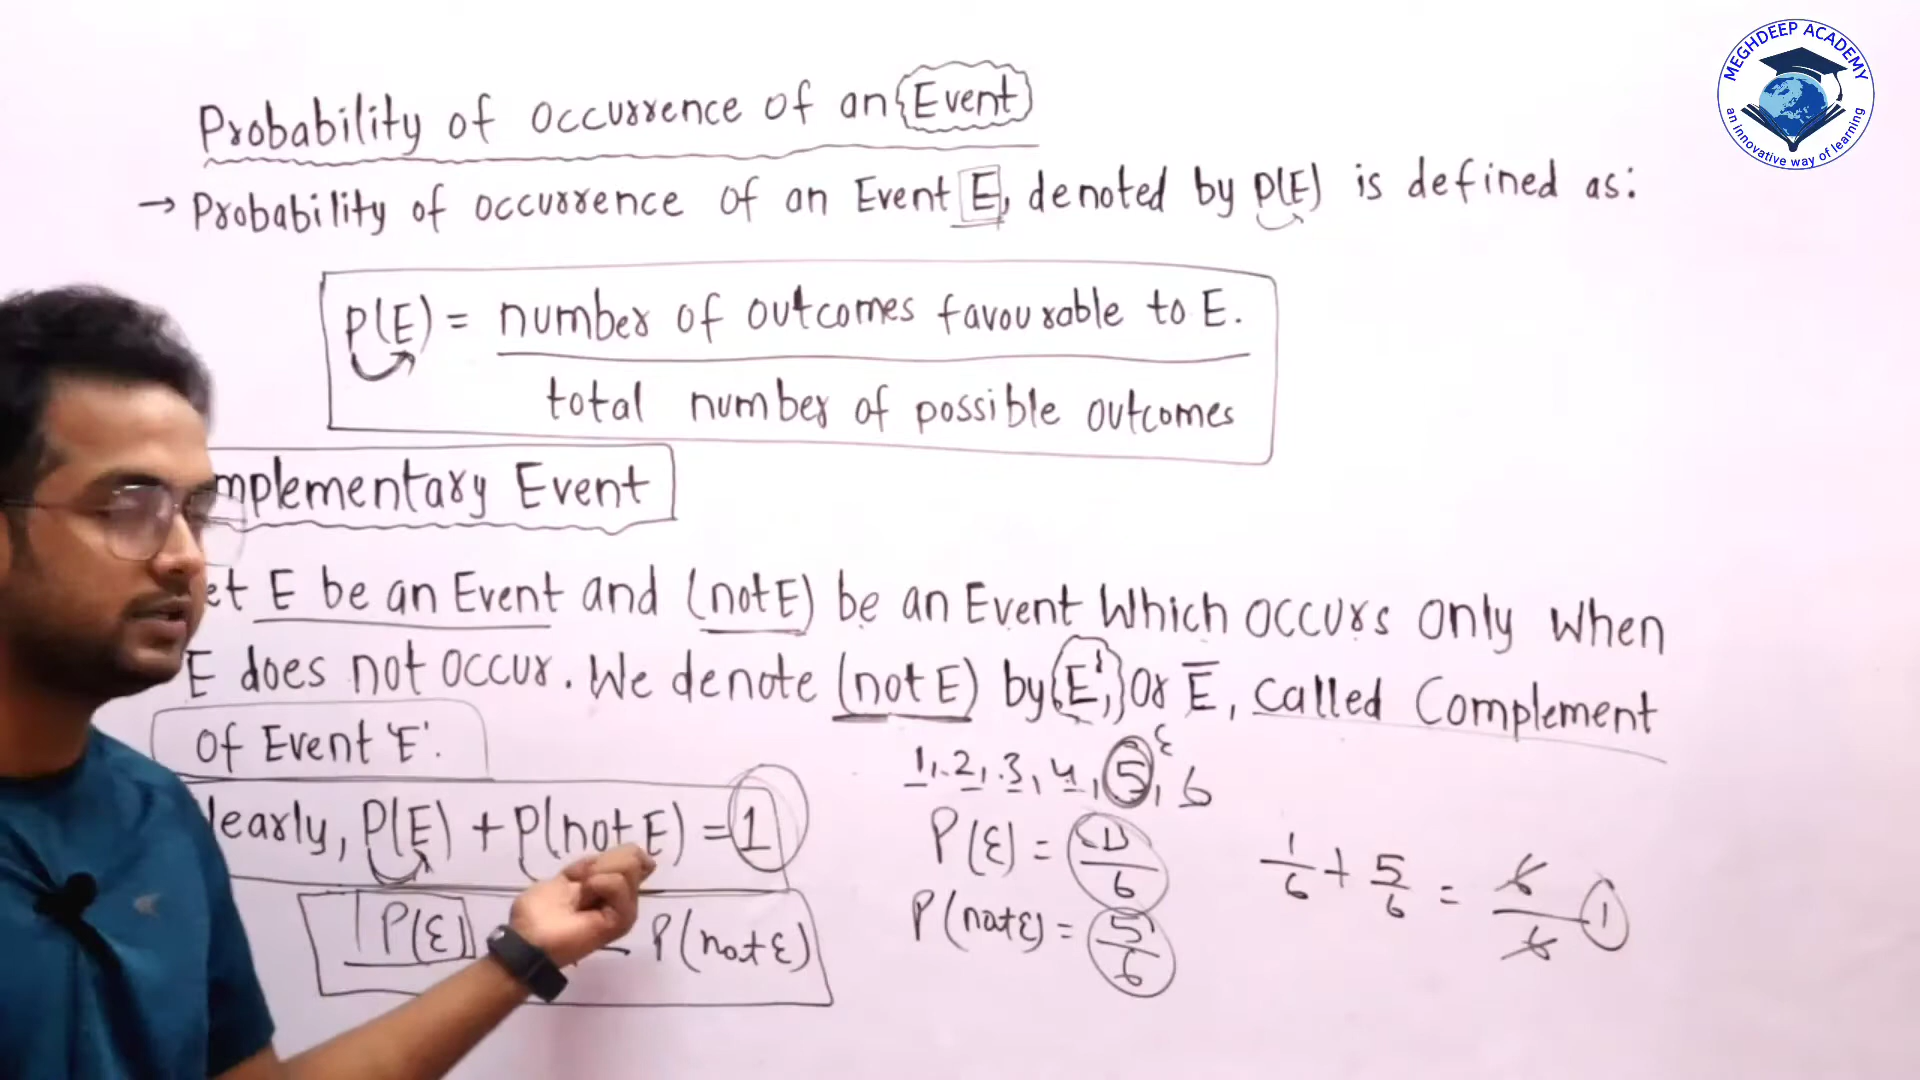 MEGHDEEP ACADEMY
an innovative way of learning
Probability of occurrence of an {Event}
→ Probability of occurrence of an Event E, denoted by P(E) is defined as:
P(E) = number of outcomes favourable to E.
total number of possible outcomes
mplementary Event
et E be an Event and (not E) be an Event Which occurs only when
E does not occur. We denote (not E) by {E',} or E̅, called Complement
of Event 'E'.
learly, P(E) + P(not E) = 1
P(E) – P(not E)
1, 2, 3, 4, 5, 6 E
P(E) = 1/6
P(not E) = 5/6
1/6 + 5/6 = 6/6 1